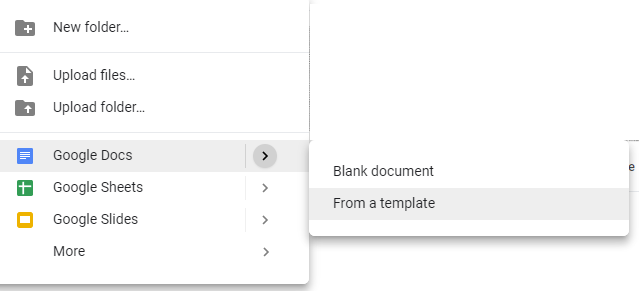 New folder...
Upload files...
Upload folder...
Google Docs
Blank document
Google Sheets
From a template
Google Slides
More
e